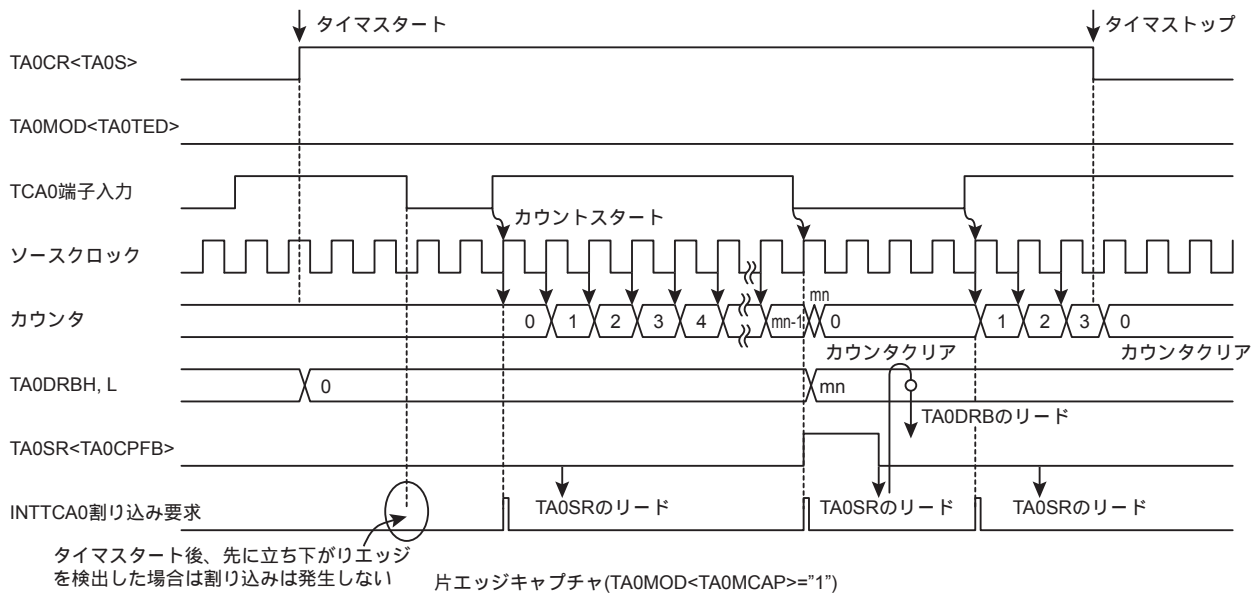 タイマスタート
タイマストップ
TA0CR<TA0S>
TA0MOD<TA0TED>
TCA0端子入力
カウントスタート
ソースクロック
mn
カウンタ
0 1 2 3 4 mn-1 0 1 2 3 0
カウンタクリア
カウンタクリア
TA0DRBH, L
0
mn
TA0DRBのリード
TA0SR<TA0CPFB>
INTTCA0割り込み要求
TA0SRのリード
TA0SRのリード
TA0SRのリード
タイマスタート後、先に立ち下がりエッジ
を検出した場合は割り込みは発生しない
片エッジキャプチャ(TA0MOD<TA0MCAP>="1")